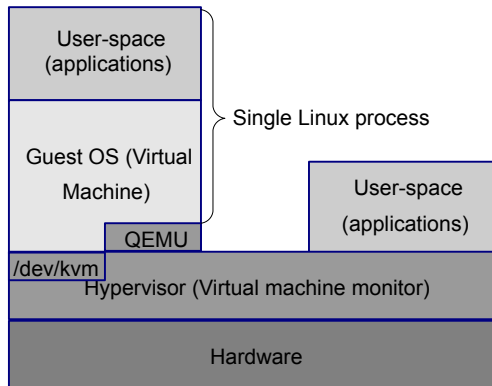 User-space
(applications)
Single Linux process
Guest OS (Virtual
Machine)
User-space
(applications)
QEMU
/dev/kvm
Hypervisor (Virtual machine monitor)
Hardware